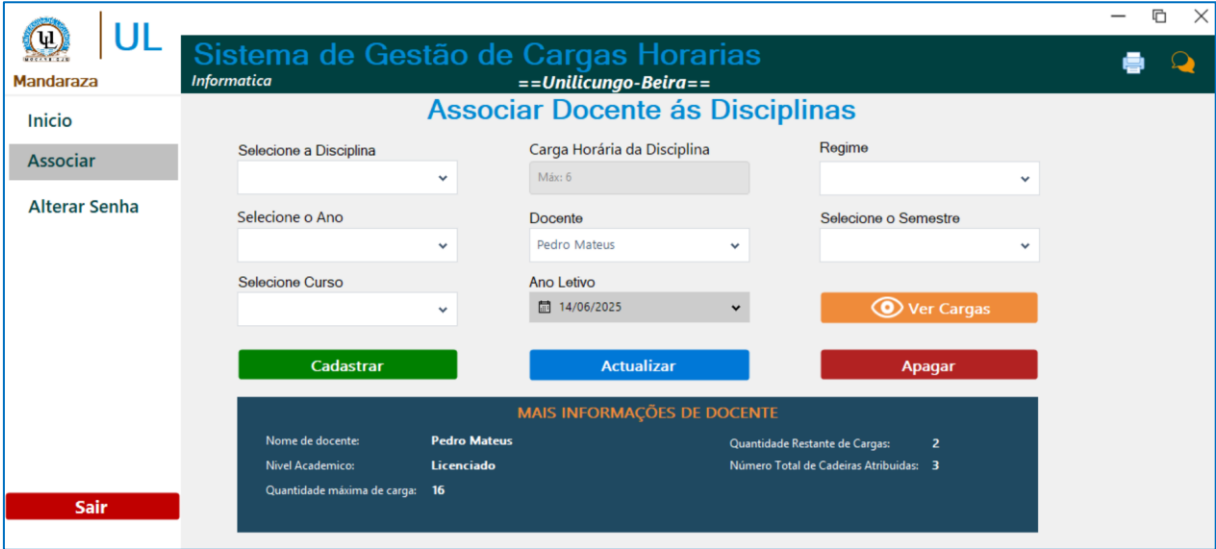 UL
Mandaraza
Sistema de Gestão de Cargas Horarias
Informatica
==Unilicungo-Beira==
Inicio
Associar
Alterar Senha
Sair
Associar Docente ás Disciplinas
Selecione a Disciplina
Carga Horária da Disciplina
Regime
Máx: 6
Selecione o Ano
Docente
Selecione o Semestre
Pedro Mateus
Selecione Curso
Ano Letivo
14/06/2025
Ver Cargas
Cadastrar
Actualizar
Apagar
MAIS INFORMAÇÕES DE DOCENTE
Nome de docente: Pedro Mateus
Nivel Academico: Licenciado
Quantidade máxima de carga: 16
Quantidade Restante de Cargas: 2
Número Total de Cadeiras Atribuidas: 3